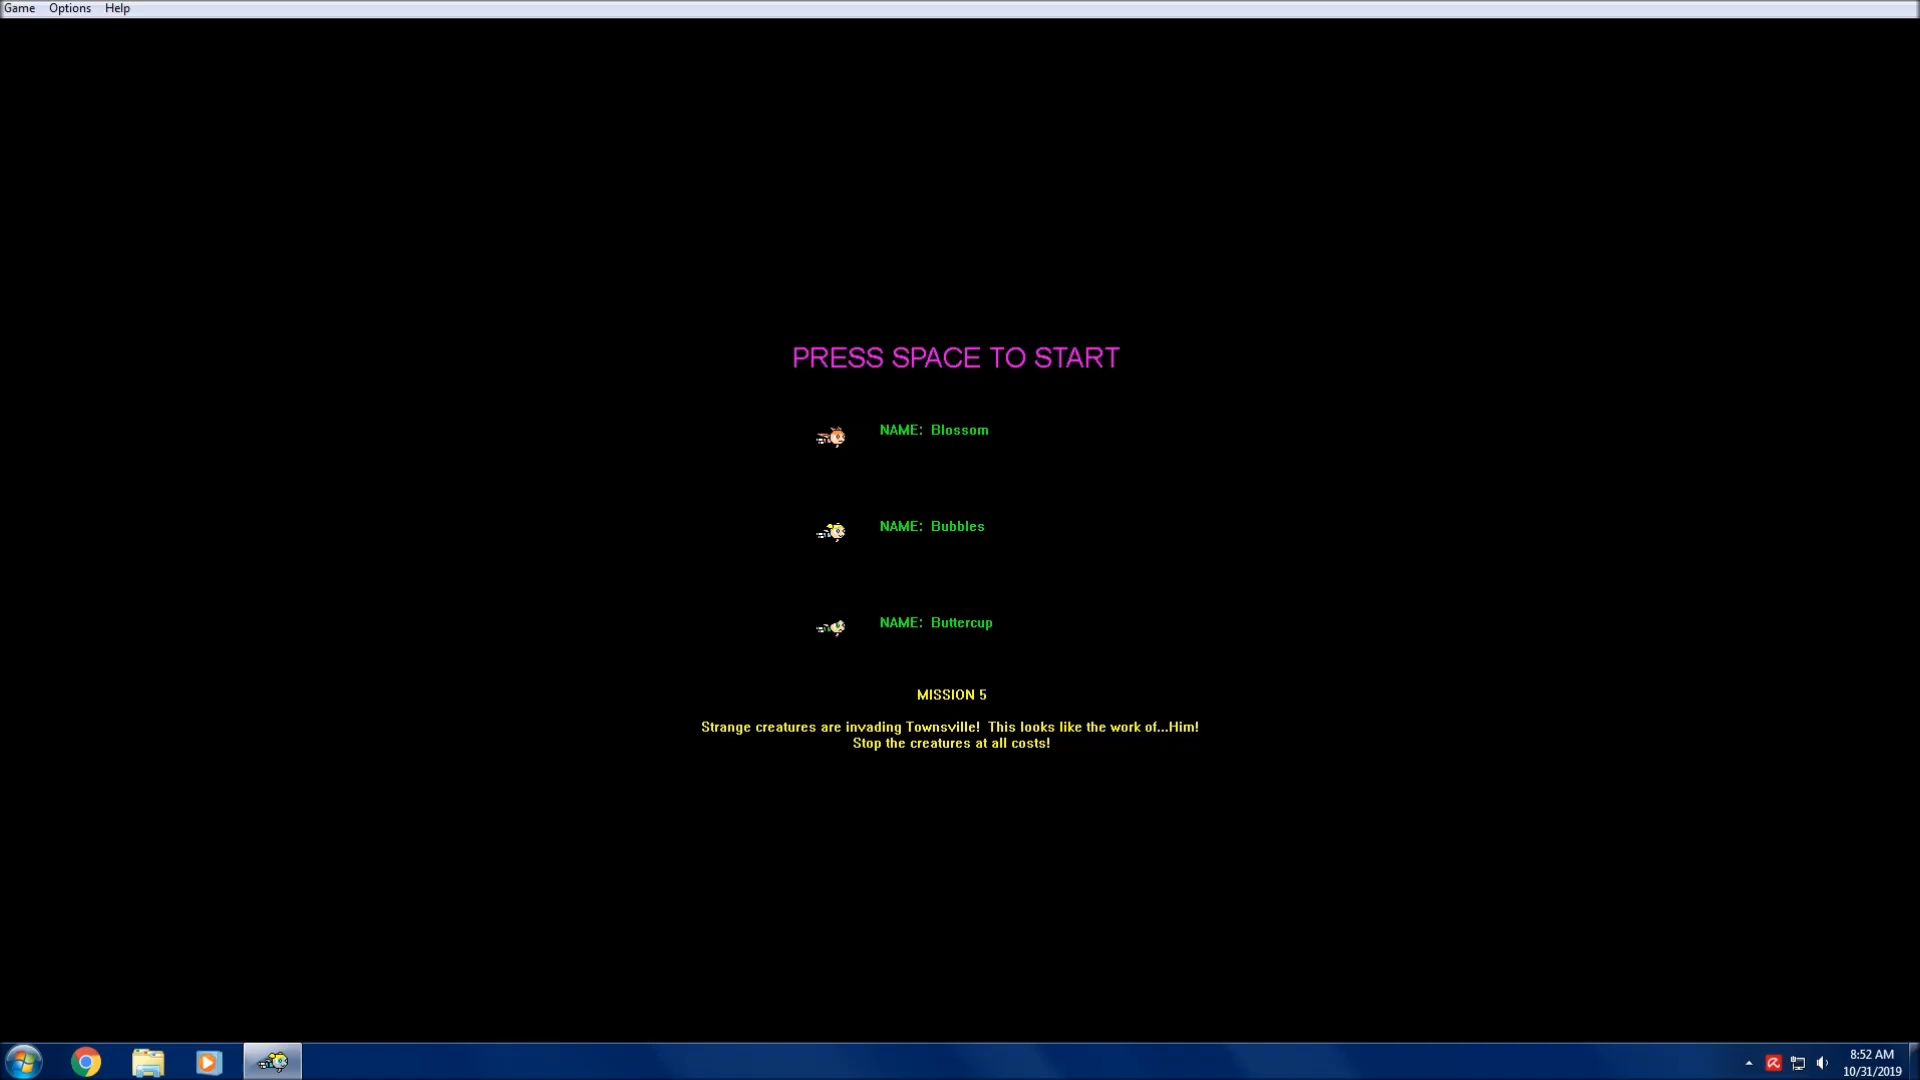 Game Options Help
PRESS SPACE TO START
NAME: Blossom
NAME: Bubbles
NAME: Buttercup
MISSION 5
Strange creatures are invading Townsville! This looks like the work of...Him!
Stop the creatures at all costs!
8:52 AM
10/31/2019